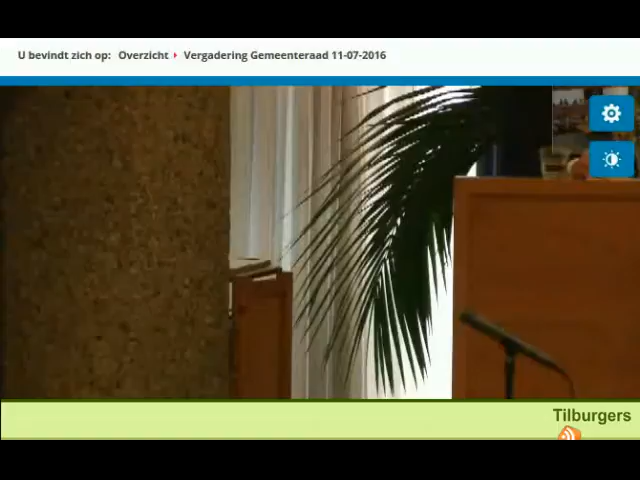 U bevindt zich op: Overzicht Vergadering Gemeenteraad 11-07-2016
Tilburgers